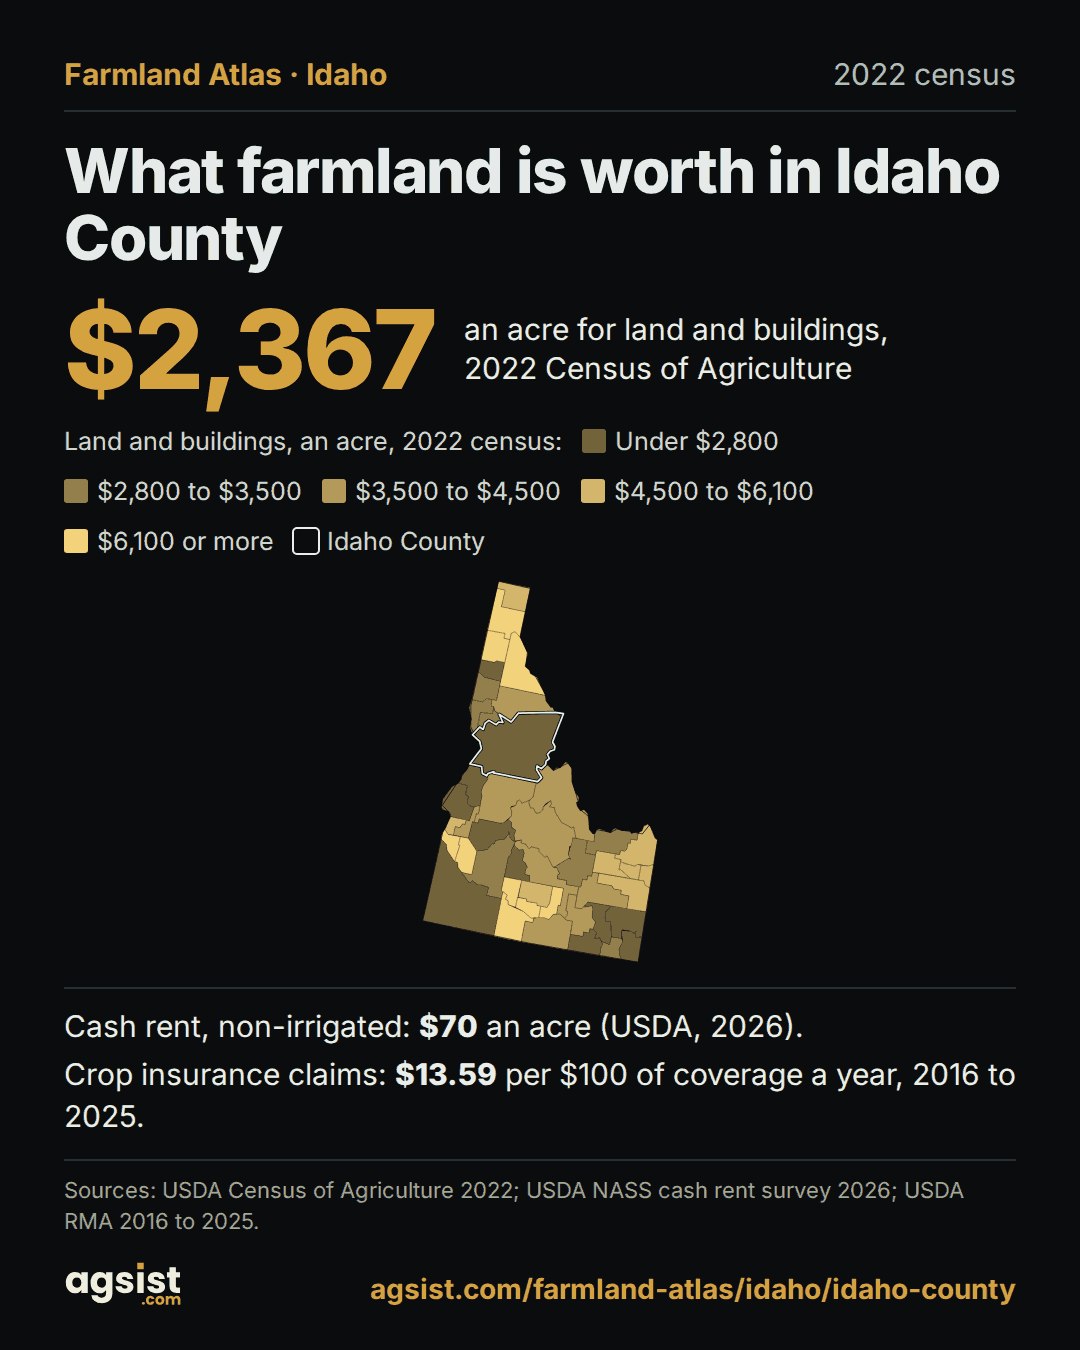 Farmland Atlas · Idaho
2022 census
What farmland is worth in Idaho
County
$2,367
an acre for land and buildings,
2022 Census of Agriculture
Land and buildings, an acre, 2022 census: Under $2,800
$2,800 to $3,500 $3,500 to $4,500 $4,500 to $6,100
$6,100 or more Idaho County
Cash rent, non-irrigated: $70 an acre (USDA, 2026).
Crop insurance claims: $13.59 per $100 of coverage a year, 2016 to
2025.
Sources: USDA Census of Agriculture 2022; USDA NASS cash rent survey 2026; USDA
RMA 2016 to 2025.
agsist
.com
agsist.com/farmland-atlas/idaho/idaho-county